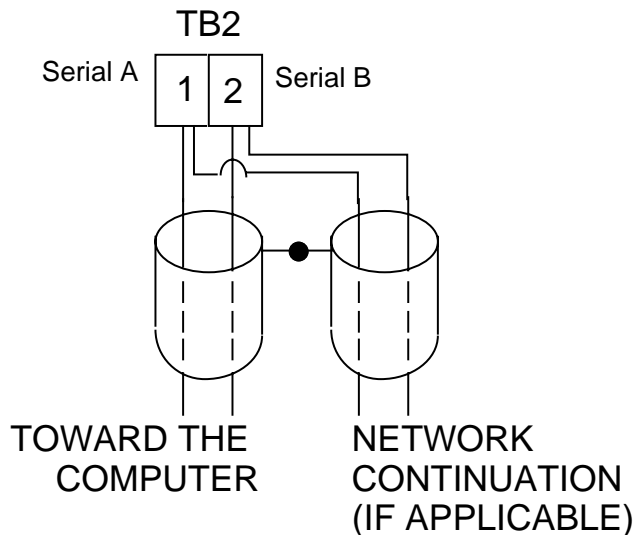 TB2
Serial A
1 2
Serial B
TOWARD THE
COMPUTER
NETWORK
CONTINUATION
(IF APPLICABLE)